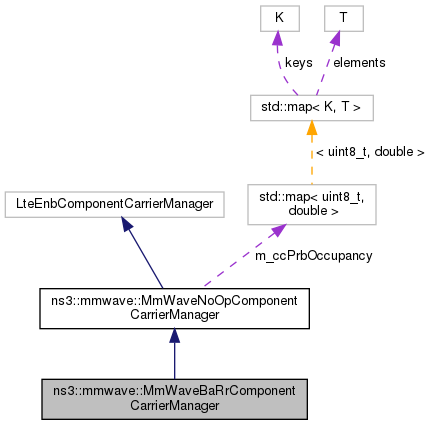 K
T
keys
elements
std::map< K, T >
< uint8_t, double >
std::map< uint8_t,
double >
LteEnbComponentCarrierManager
m_ccPrbOccupancy
ns3::mmwave::MmWaveNoOpComponent
CarrierManager
ns3::mmwave::MmWaveBaRrComponent
CarrierManager